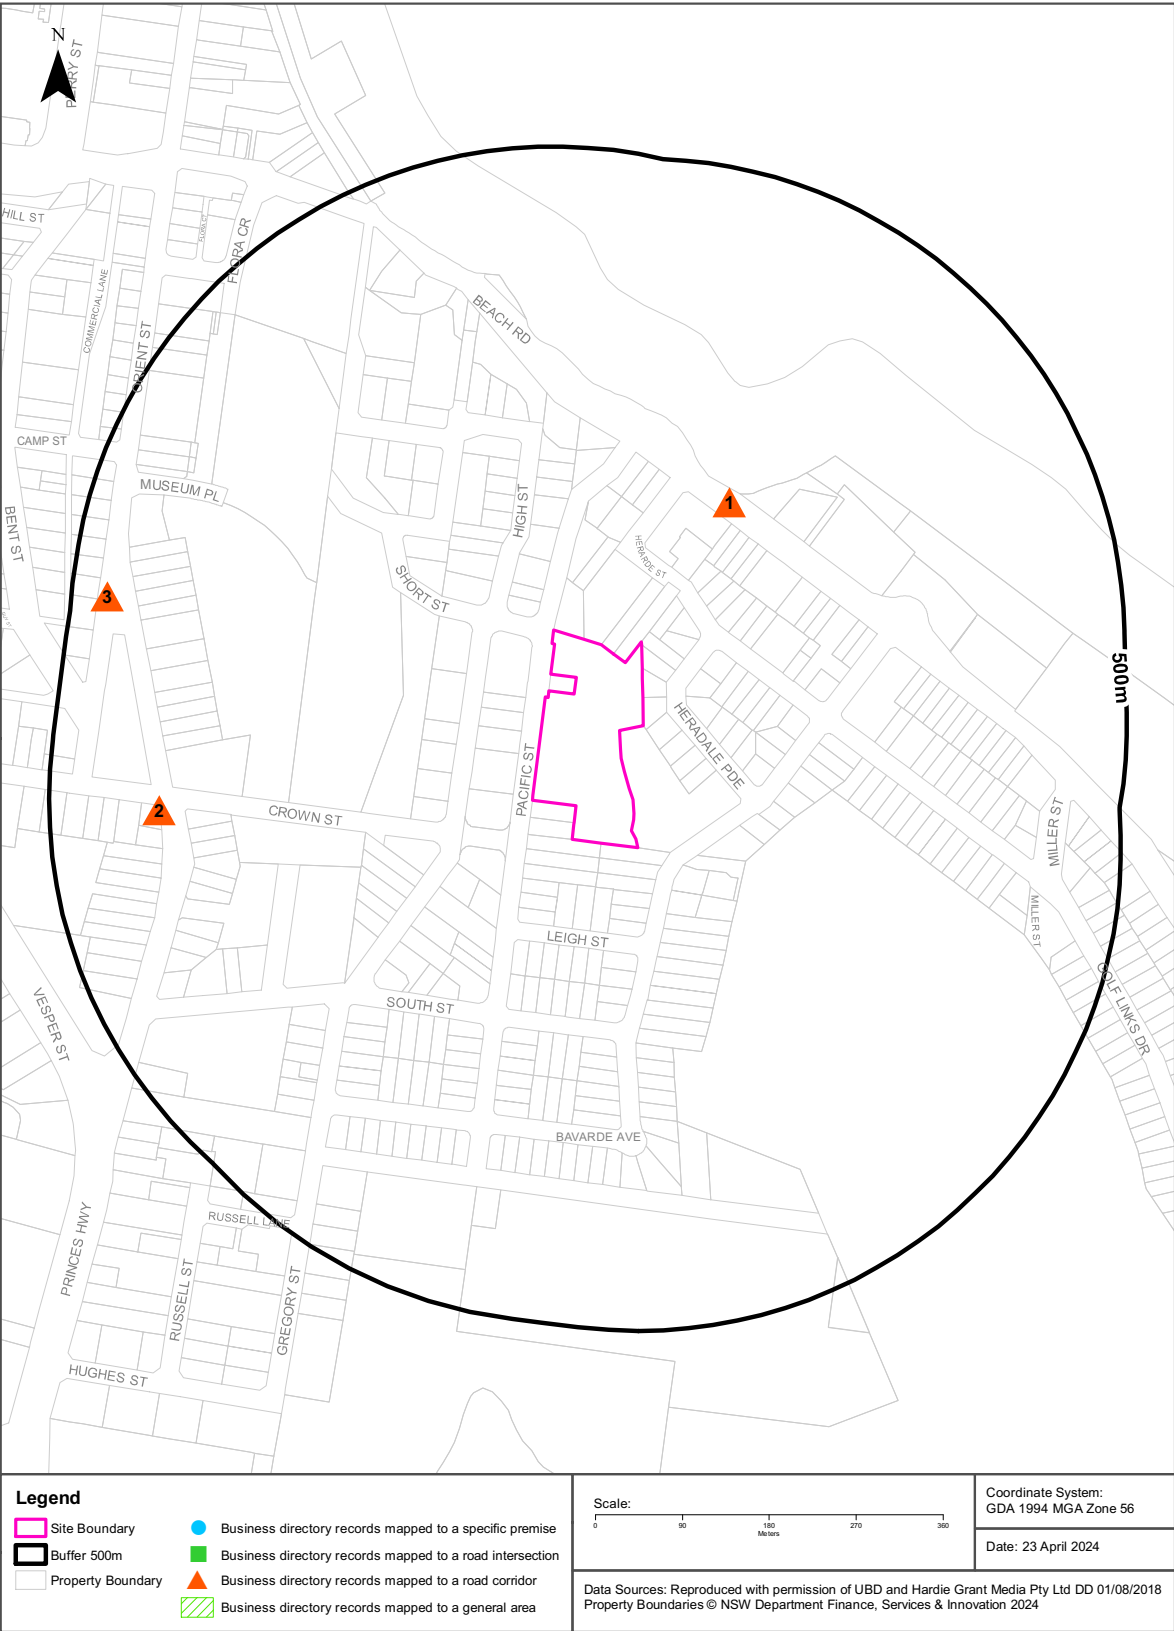 N
PERRY ST
HILL ST
FLORA CT
FLORA CR
COMMERCIAL LANE
ORIENT ST
BEACH RD
CAMP ST
MUSEUM PL
BENT ST
HIGH ST
1
HERARDE ST
SHORT ST
3
500m
HERADALE PDE
PACIFIC ST
2
CROWN ST
MILLER ST
MILLER ST
LEIGH ST
GOLF LINKS DR
SOUTH ST
VESPER ST
BAVARDE AVE
RUSSELL LANE
PRINCES HWY
RUSSELL ST
GREGORY ST
HUGHES ST
Legend
Site Boundary
Buffer 500m
Property Boundary
Business directory records mapped to a specific premise
Business directory records mapped to a road intersection
Business directory records mapped to a road corridor
Business directory records mapped to a general area
Scale:
0 90 180 270 360
Meters
Coordinate System:
GDA 1994 MGA Zone 56
Date: 23 April 2024
Data Sources: Reproduced with permission of UBD and Hardie Grant Media Pty Ltd DD 01/08/2018
Property Boundaries © NSW Department Finance, Services & Innovation 2024